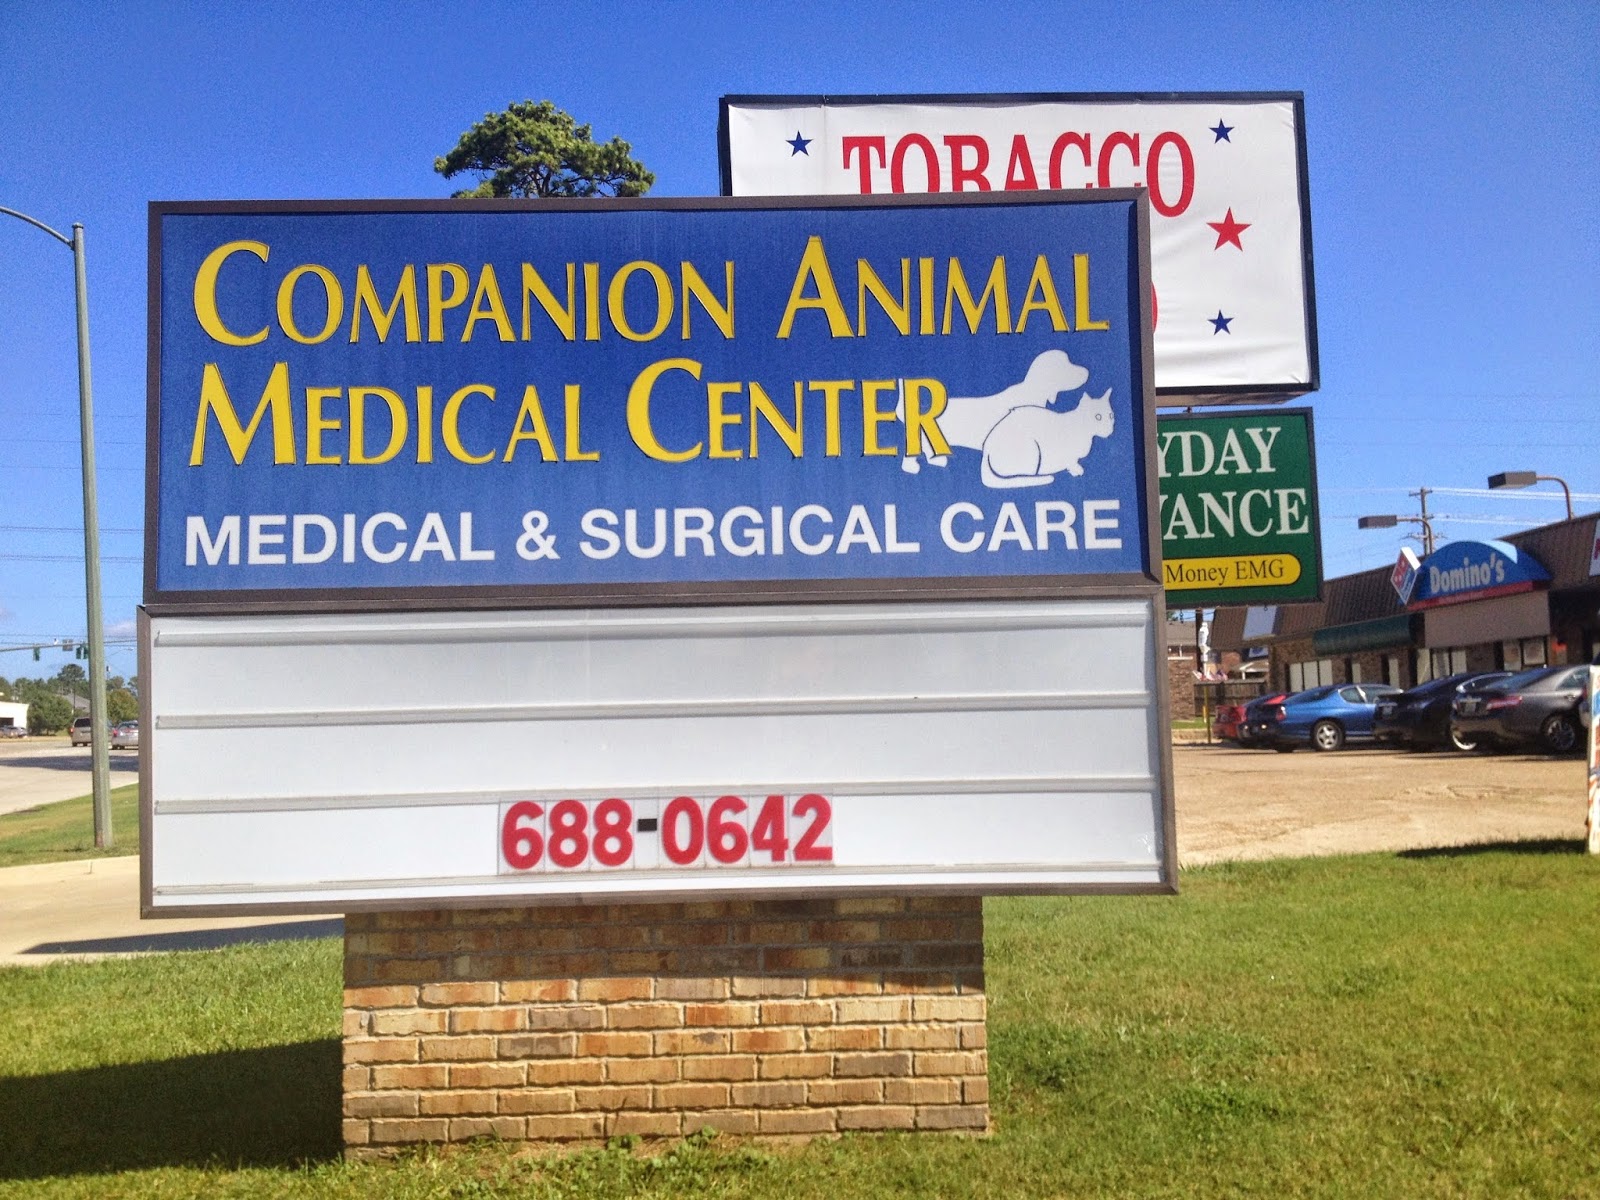 TOBACCO
COMPANION ANIMAL
MEDICAL CENTER
MEDICAL & SURGICAL CARE
YDAY
VANCE
Money EMG
Domino's
688-0642